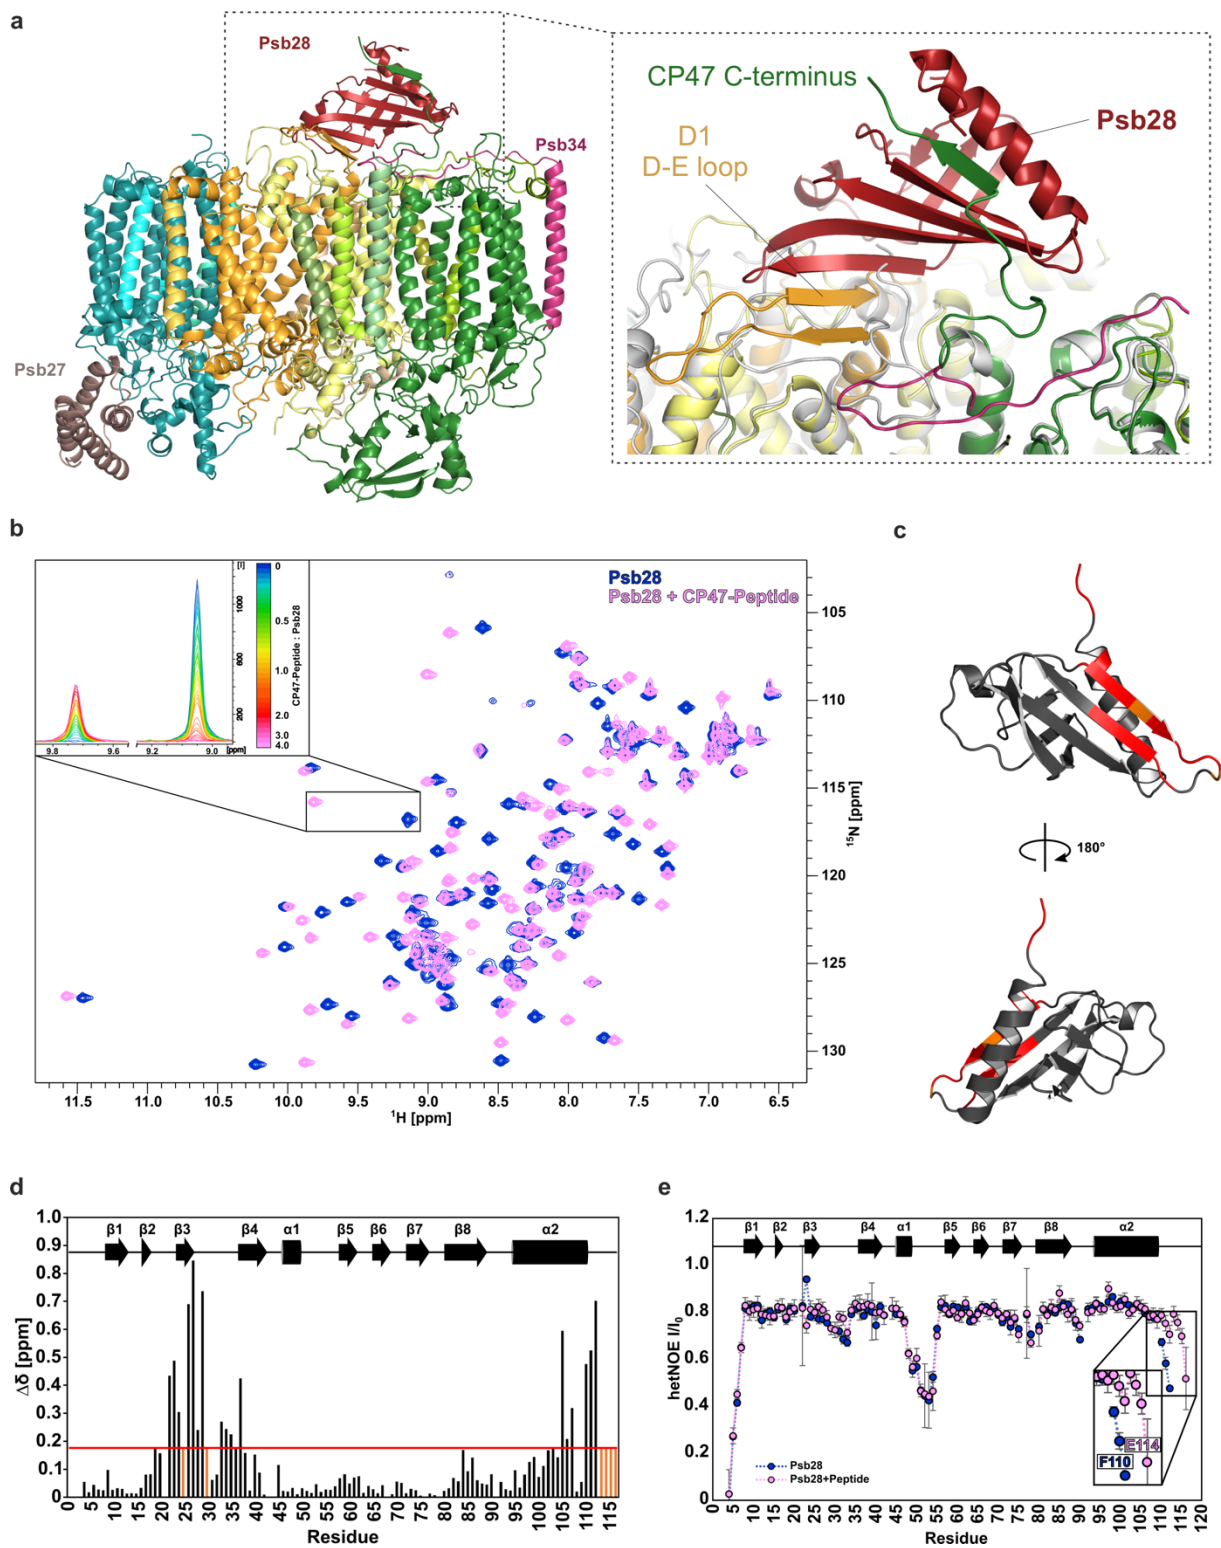 a
Psb28
Psb34
Psb27
CP47 C-terminus
Psb28
D1
D-E loop
b
Psb28
Psb28 + CP47-Peptide
[I]
1000
600
200
[ppm]
9.8
9.6
9.2
9.0
0
0.5
1.0
2.0
3.0
4.0
CP47-Peptide : Psb28
105
110
115
120
125
130
15N [ppm]
11.5
11.0
10.5
10.0
9.5
9.0
8.5
8.0
7.5
7.0
6.5
1H [ppm]
c
180°
d
1.0
0.9
0.8
0.7
0.6
0.5
0.4
0.3
0.2
0.1
0
Δδ [ppm]
β1
β2
β3
β4
α1
β5
β6
β7
β8
α2
0
5
10
15
20
25
30
35
40
45
50
55
60
65
70
75
80
85
90
95
100
105
110
115
Residue
e
1.2
1.0
0.8
0.6
0.4
0.2
0
hetNOE I/I0
β1
β2
β3
β4
α1
β5
β6
β7
β8
α2
E114
F110
Psb28
Psb28+Peptide
0
5
10
15
20
25
30
35
40
45
50
55
60
65
70
75
80
85
90
95
100
105
110
115
120
Residue